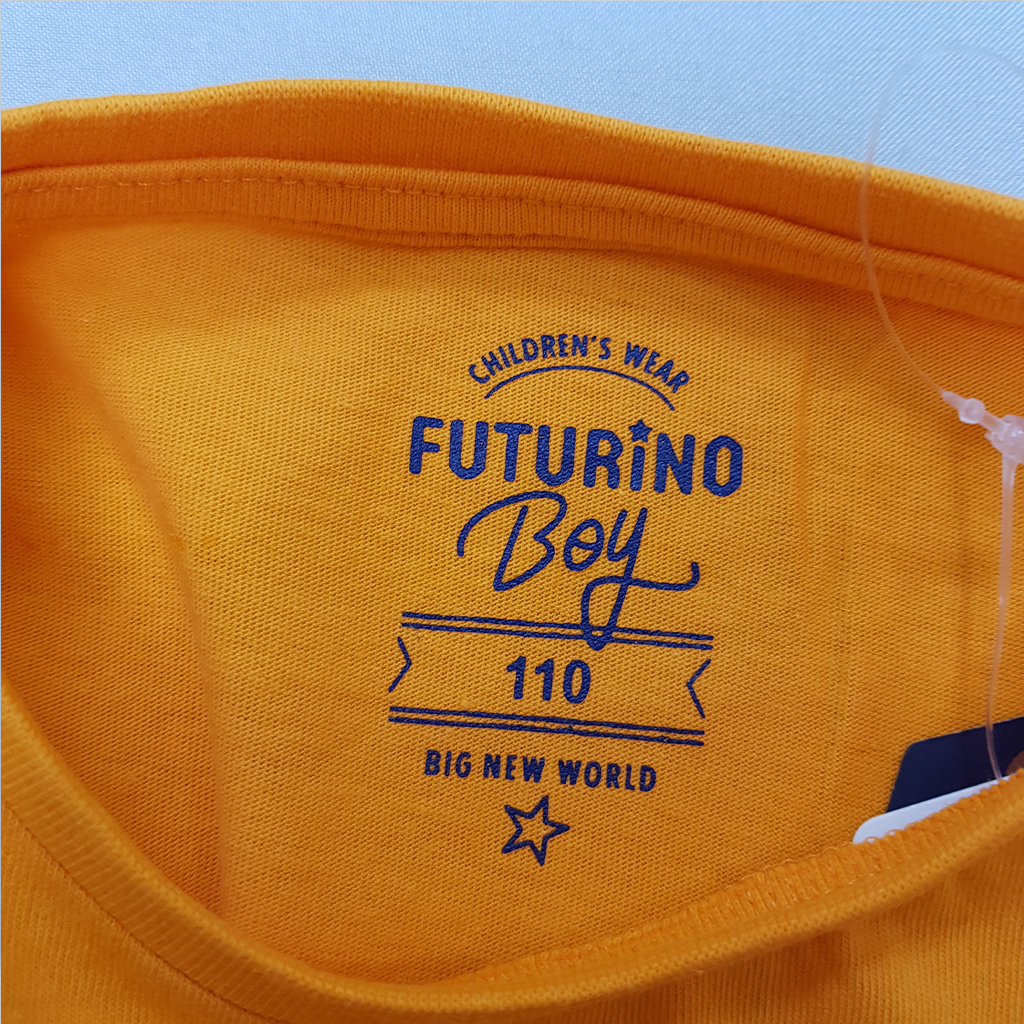 CHILDREN'S WEAR
FUTURiNO
Boy
110
BIG NEW WORLD